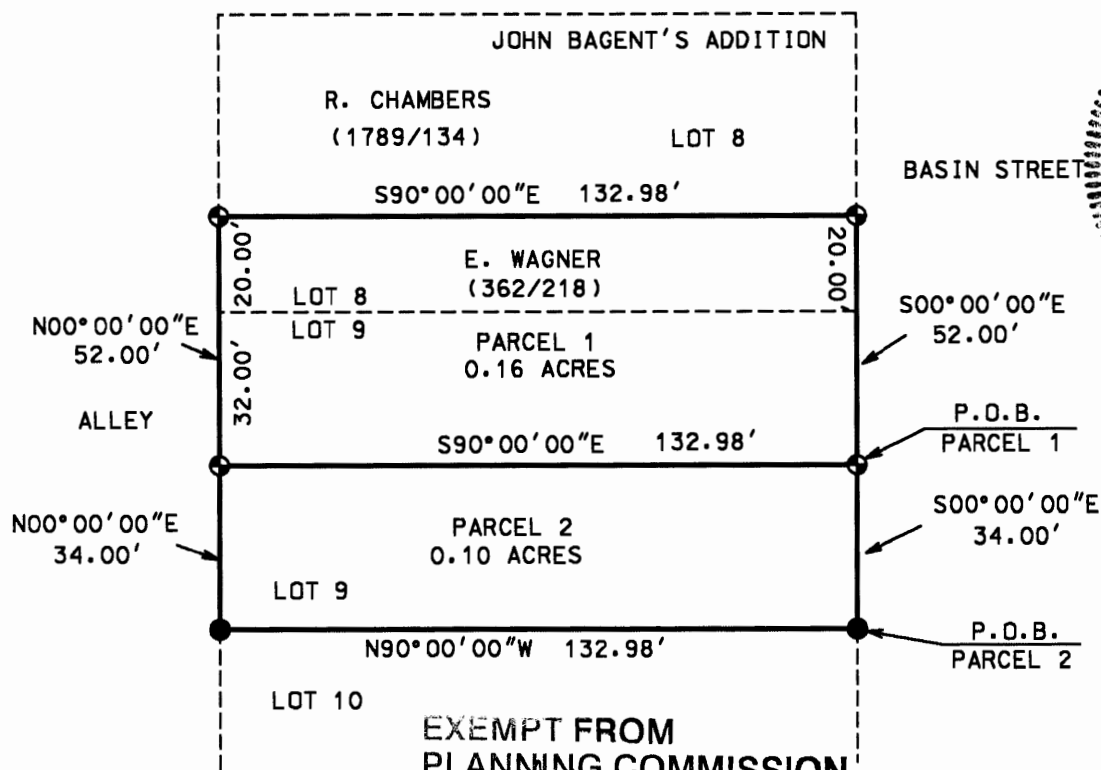 JOHN BAGENT'S ADDITION
R. CHAMBERS
(1789/134)
LOT 8
BASIN STREET
S90°00'00"E 132.98'
20.00'
E. WAGNER
(362/218)
20.00'
LOT 8
LOT 9
N00°00'00"E
52.00'
PARCEL 1
0.16 ACRES
S00°00'00"E
52.00'
32.00'
ALLEY
P.O.B.
PARCEL 1
S90°00'00"E 132.98'
N00°00'00"E
34.00'
PARCEL 2
0.10 ACRES
S00°00'00"E
34.00'
LOT 9
N90°00'00"W 132.98'
P.O.B.
PARCEL 2
LOT 10
EXEMPT FROM
PLANNING COMMISSION